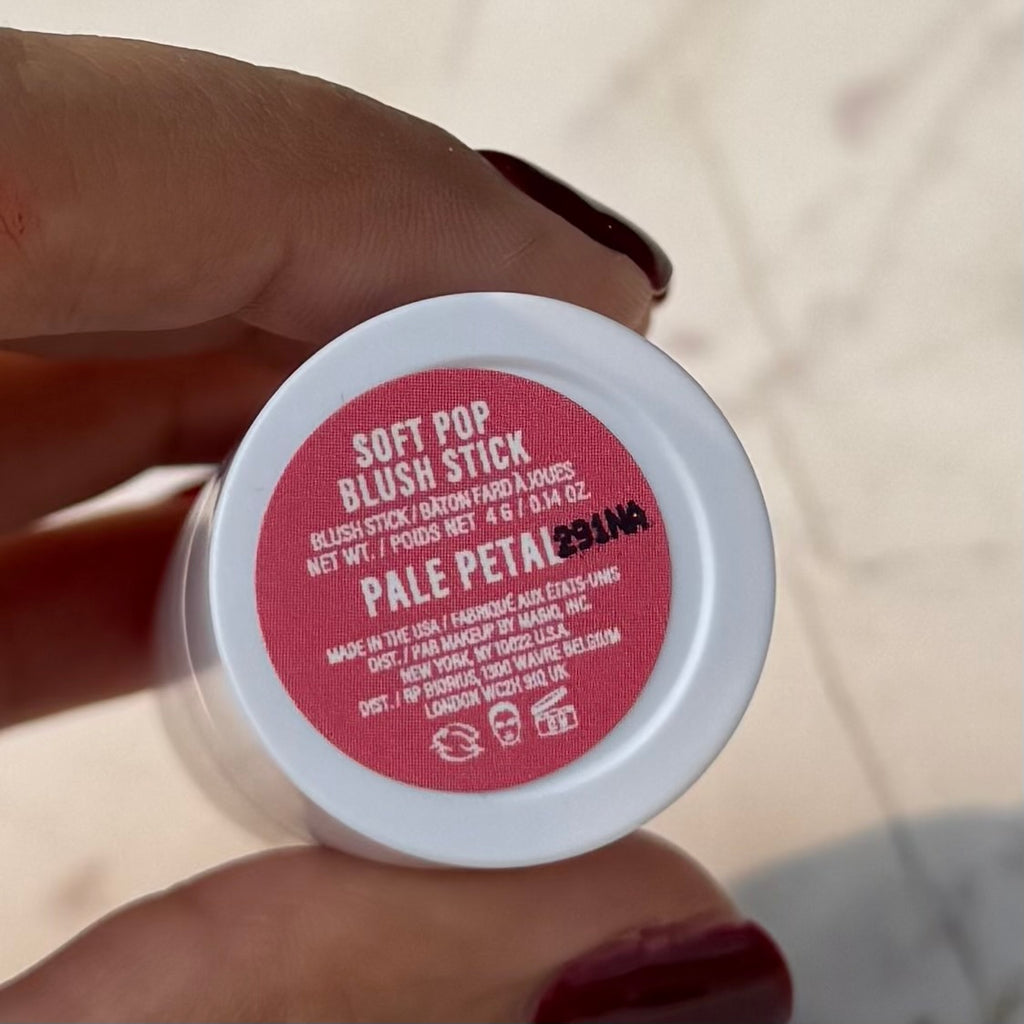 SOFT POP
BLUSH STICK
BLUSH STICK / BÂTON FARD À JOUES
NET WT. / POIDS NET 4 G / 0.14 OZ.
PALE PETAL 291NA
MADE IN THE USA / FABRIQUÉ AUX ÉTATS-UNIS
DIST. / PAR MAKEUP BY MARIO, INC.
NEW YORK, NY 10022 U.S.A.
DIST. / RP BIORIUS, 1300 WAVRE BELGIUM
LONDON WC2H 9JQ UK